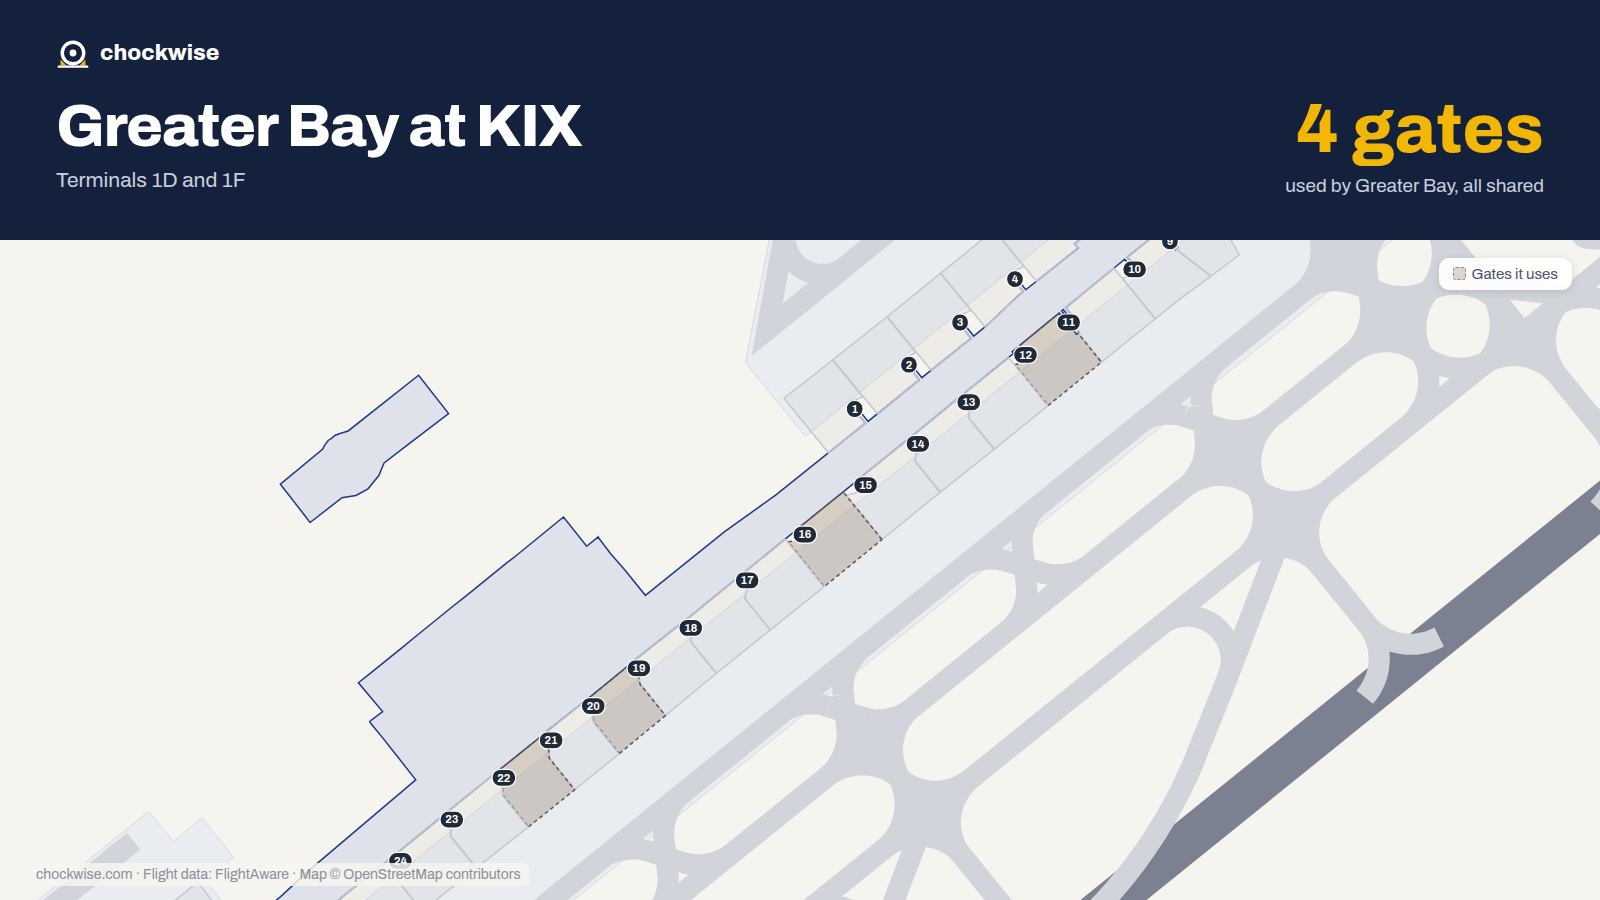 chockwise
Greater Bay at KIX
Terminals 1D and 1F
4 gates
used by Greater Bay, all shared
Gates it uses
9
10
4
11
3
12
2
13
1
14
15
16
17
18
19
20
21
22
23
24
chockwise.com · Flight data: FlightAware · Map © OpenStreetMap contributors